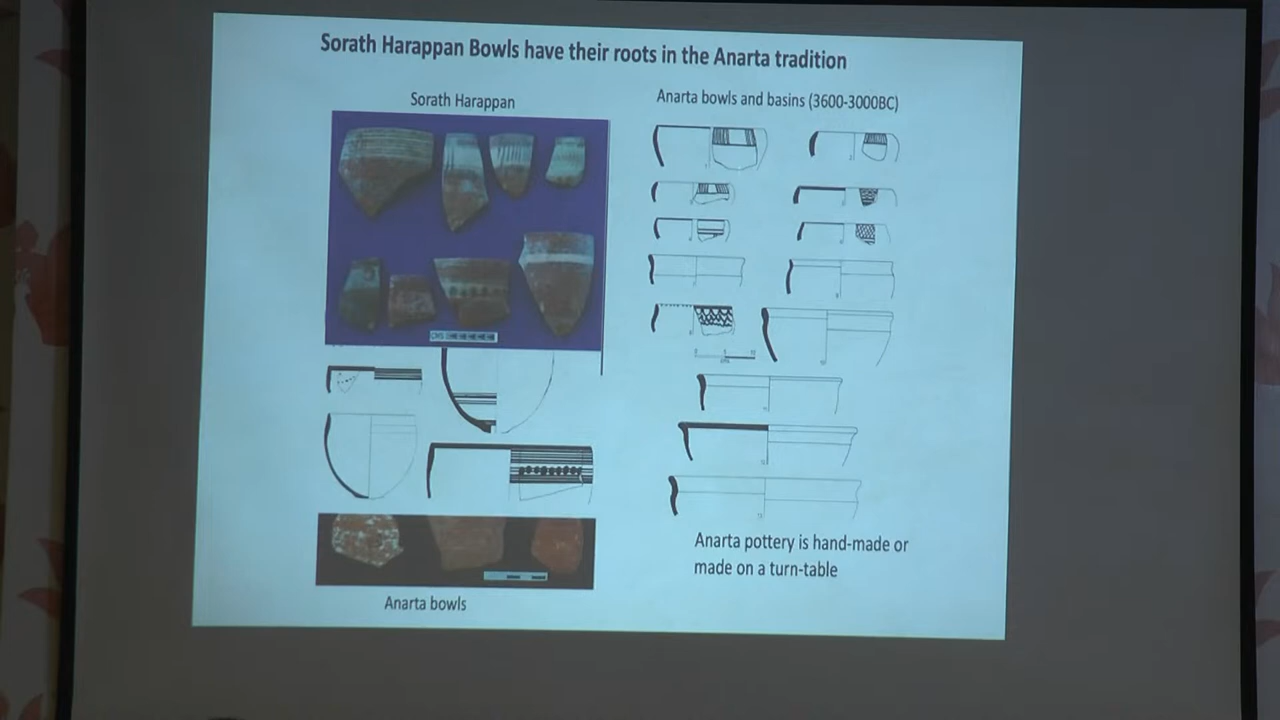 Sorath Harappan Bowls have their roots in the Anarta tradition
Sorath Harappan
Anarta bowls and basins (3600-3000BC)
CMS
Anarta pottery is hand-made or
made on a turn-table
Anarta bowls